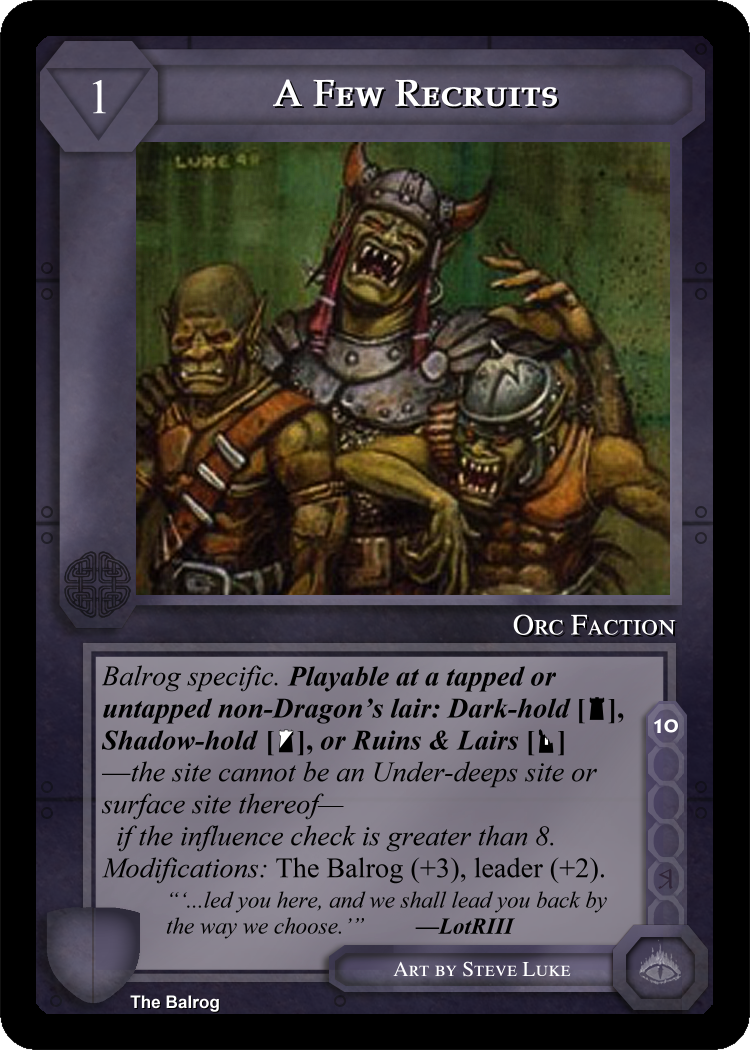 1
A Few Recruits
LUKE 98
Orc Faction
Balrog specific. Playable at a tapped or
untapped non-Dragon's lair: Dark-hold [],
Shadow-hold [], or Ruins & Lairs []
—the site cannot be an Under-deeps site or
surface site thereof—
if the influence check is greater than 8.
Modifications: The Balrog (+3), leader (+2).
"'...led you here, and we shall lead you back by
the way we choose.'" —LotRIII
10
Art by Steve Luke
The Balrog